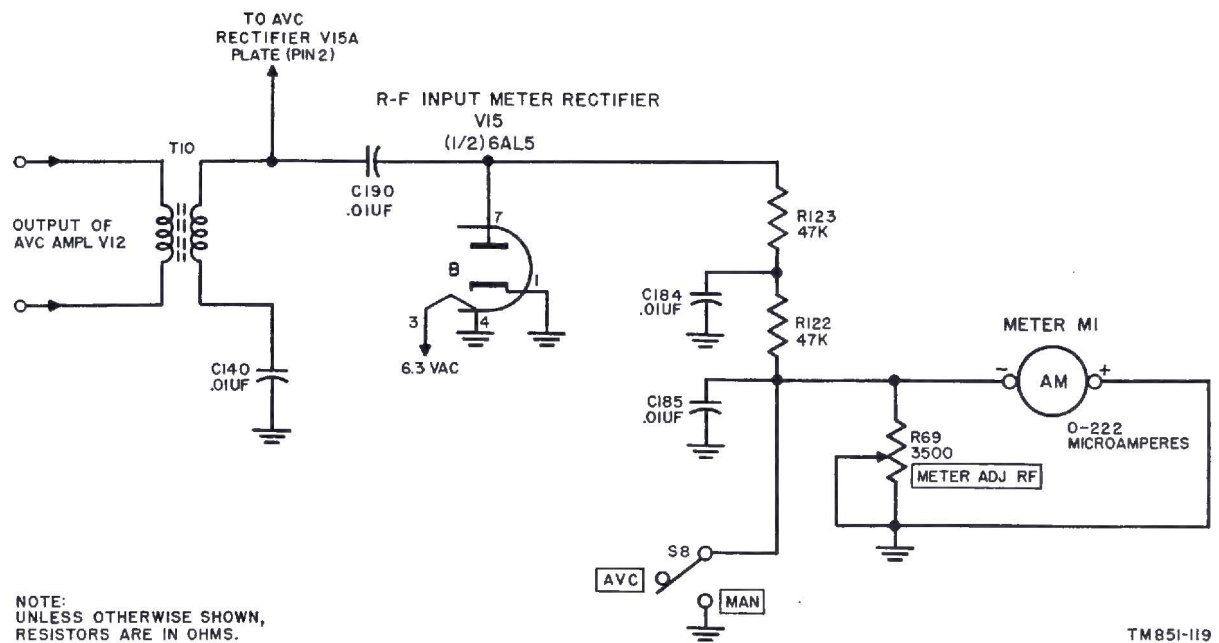 TO AVC
RECTIFIER V15A
PLATE (PIN 2)
R-F INPUT METER RECTIFIER
V15
(1/2) 6AL5
T10
C190
.01UF
OUTPUT OF
AVC AMPL V12
7
B
1
3
4
6.3 VAC
C140
.01UF
R123
47K
C184
.01UF
R122
47K
METER M1
-
+
AM
C185
.01UF
0-222
MICROAMPERES
R69
3500
METER ADJ RF
S8
AVC
MAN
NOTE:
UNLESS OTHERWISE SHOWN,
RESISTORS ARE IN OHMS.
TM851-119